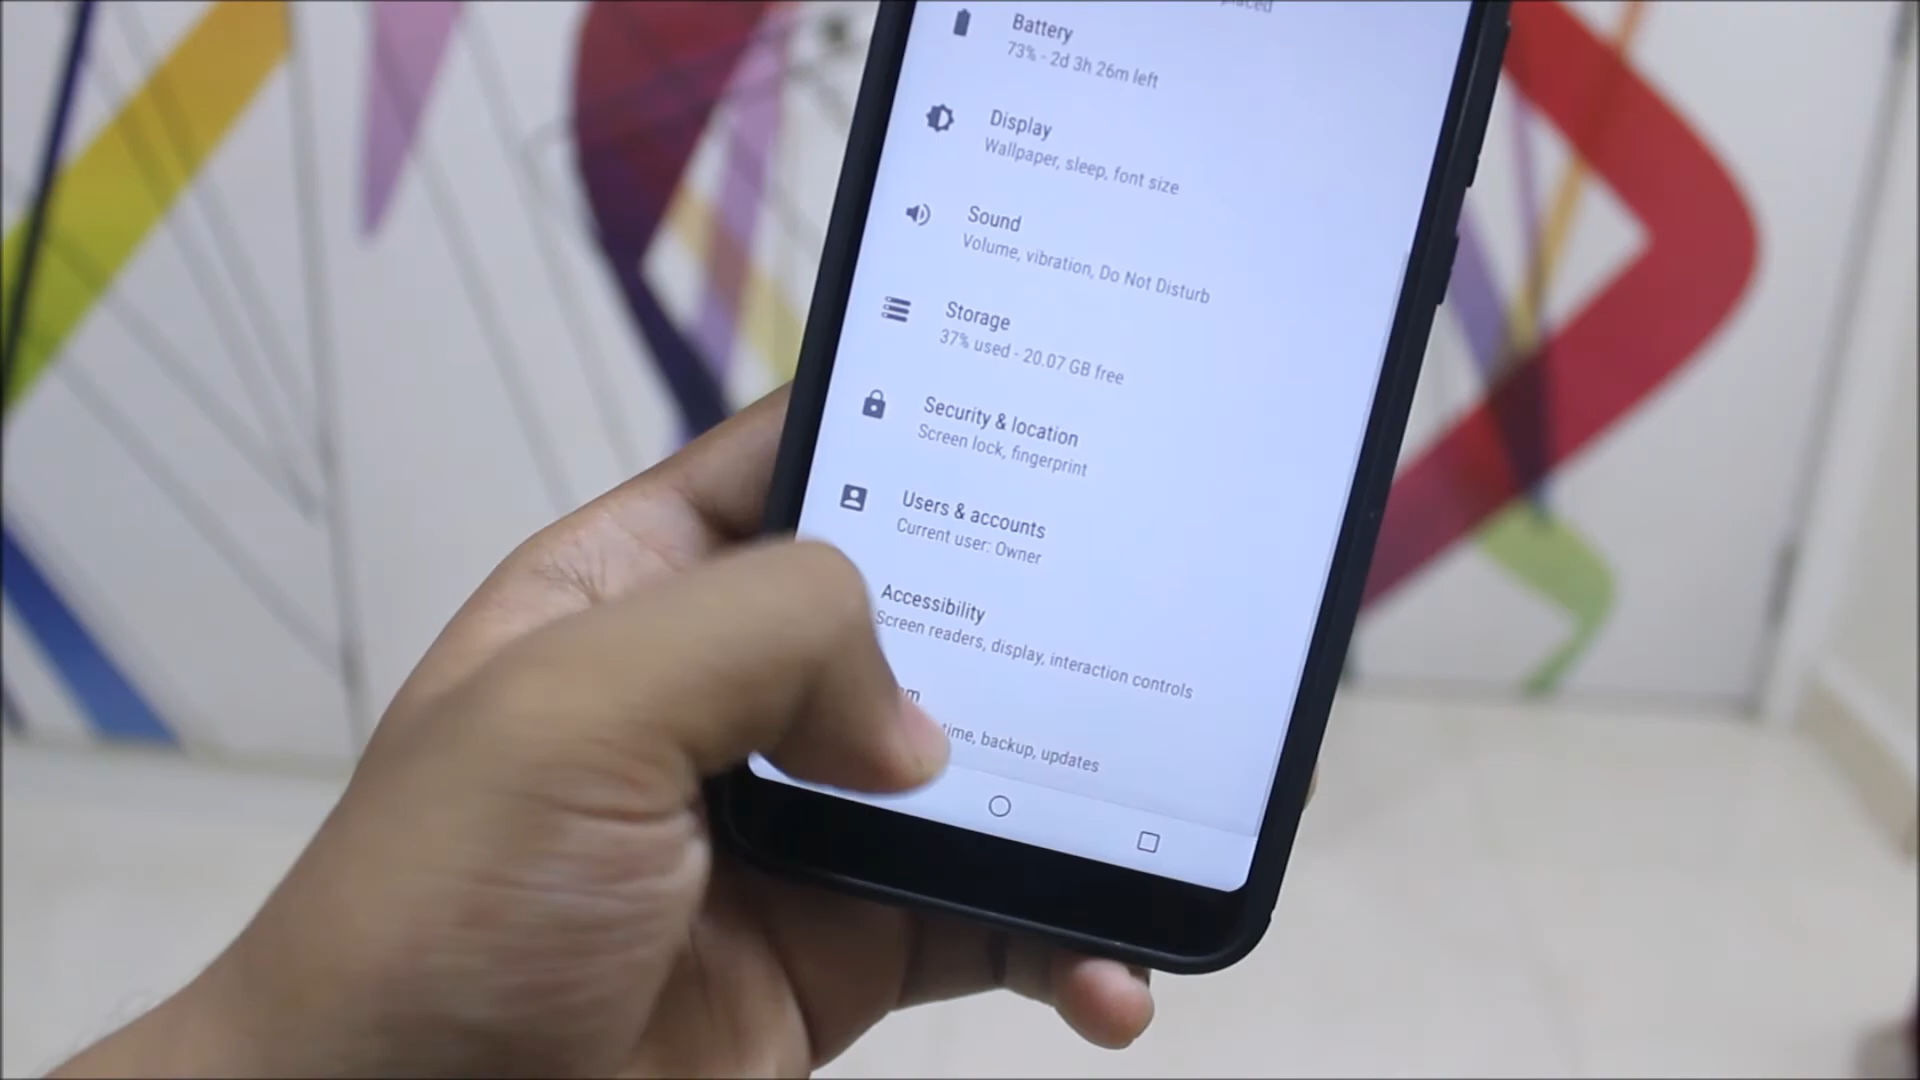 Battery
73% - 2d 3h 26m left
Display
Wallpaper, sleep, font size
Sound
Volume, vibration, Do Not Disturb
Storage
37% used - 20.07 GB free
Security & location
Screen lock, fingerprint
Users & accounts
Current user: Owner
Accessibility
Screen readers, display, interaction controls
time, backup, updates